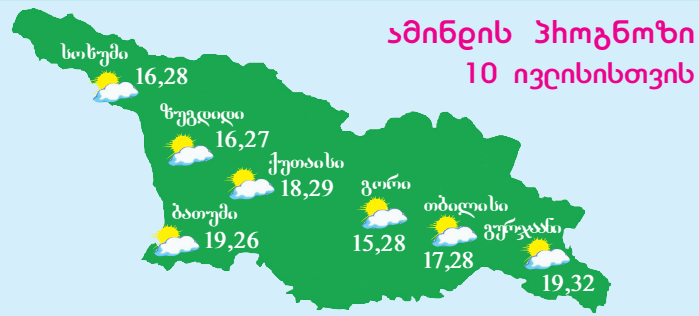 ამინდის პროგნოზი
10 ივლისისთვის
სოხუმი
16,28
ზუგდიდი
16,27
ქუთაისი
18,29
ბათუმი
19,26
გორი
15,28
თბილისი
17,28
გურჯაანი
19,32